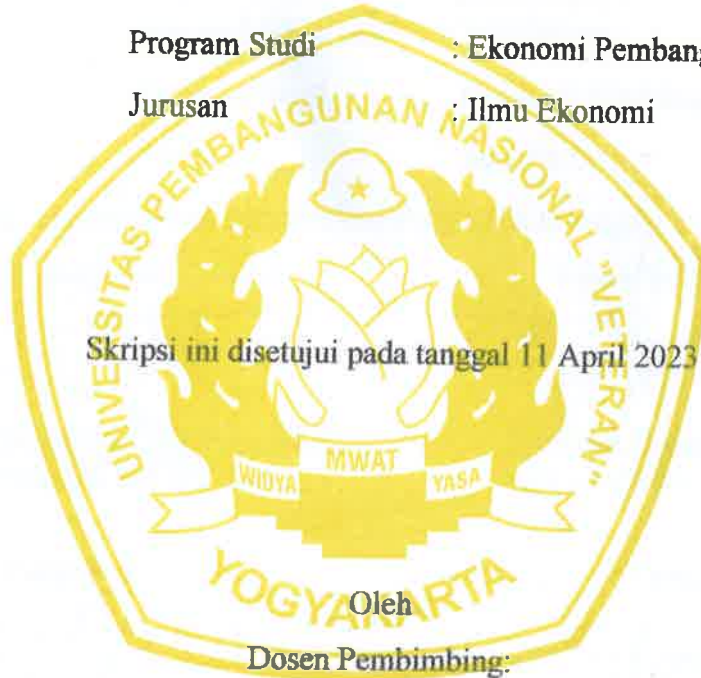 Program Studi : Ekonomi Pembang
Jurusan : Ilmu Ekonomi
UNIVERSITAS PEMBANGUNAN NASIONAL "VETERAN"
Skripsi ini disetujui pada tanggal 11 April 2023
WIDYA MWAT YASA
YOGYAKARTA
Oleh
Dosen Pembimbing: